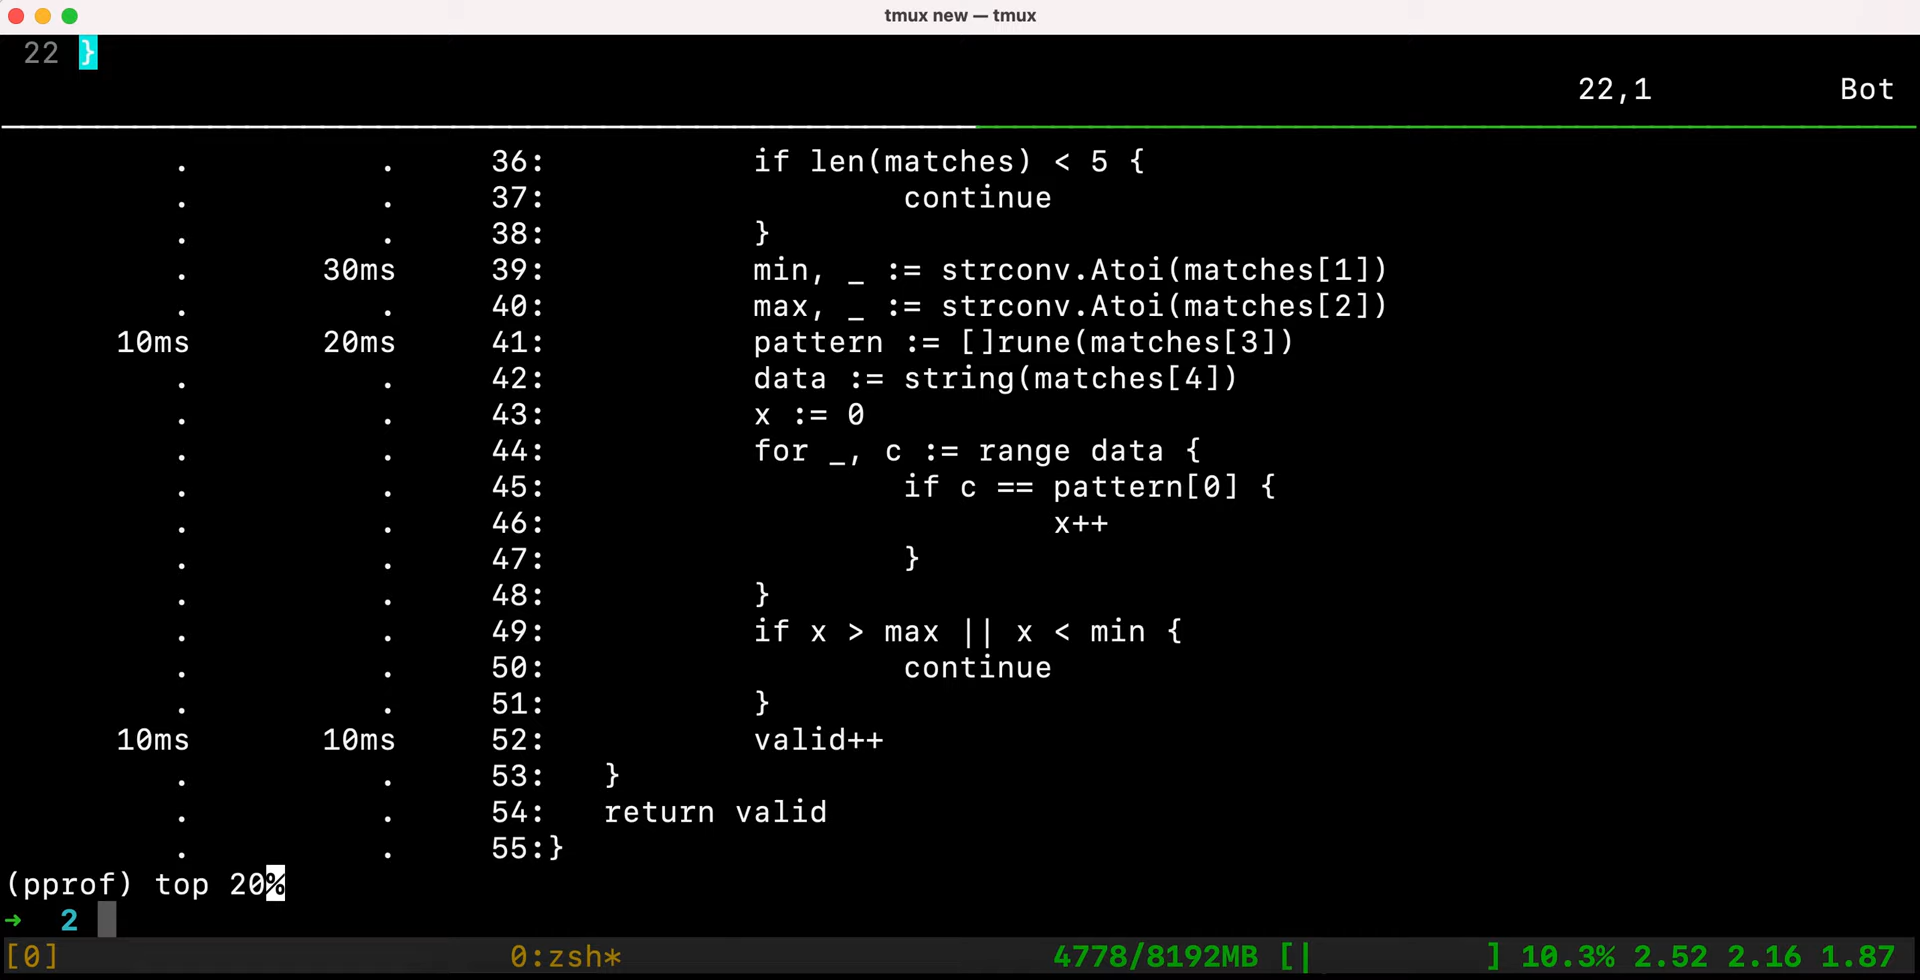 tmux new — tmux
22 }
22,1 Bot
. . 36: if len(matches) < 5 {
. . 37: continue
. . 38: }
. 30ms 39: min, _ := strconv.Atoi(matches[1])
. . 40: max, _ := strconv.Atoi(matches[2])
10ms 20ms 41: pattern := []rune(matches[3])
. . 42: data := string(matches[4])
. . 43: x := 0
. . 44: for _, c := range data {
. . 45: if c == pattern[0] {
. . 46: x++
. . 47: }
. . 48: }
. . 49: if x > max || x < min {
. . 50: continue
. . 51: }
10ms 10ms 52: valid++
. . 53: }
. . 54: return valid
. . 55:}
(pprof) top 20%
→ 2
[0] 0:zsh* 4778/8192MB [| ] 10.3% 2.52 2.16 1.87